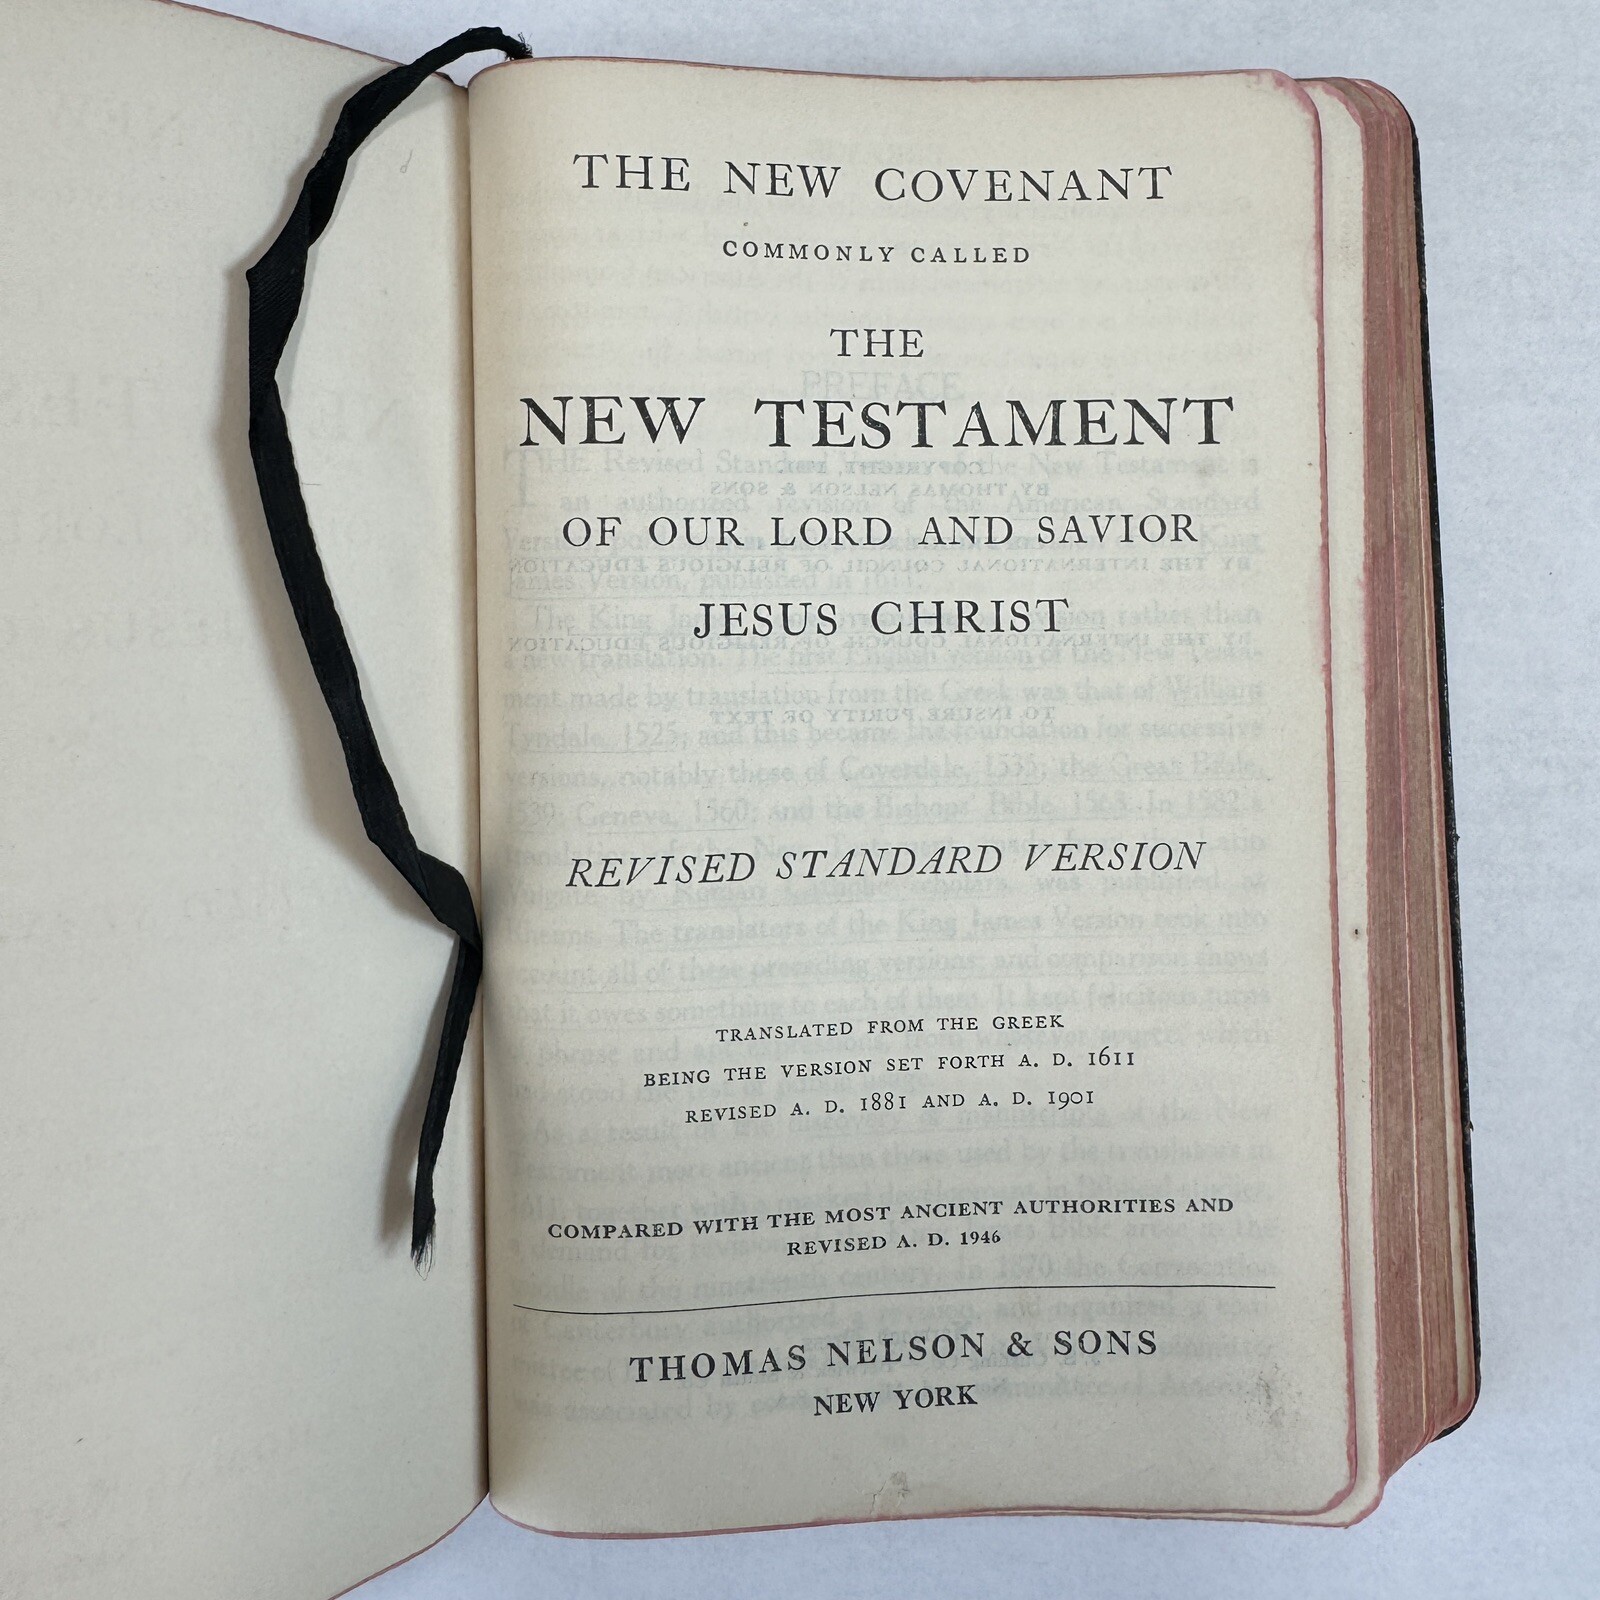 THE NEW COVENANT
COMMONLY CALLED
THE
NEW TESTAMENT
OF OUR LORD AND SAVIOR
JESUS CHRIST
REVISED STANDARD VERSION
TRANSLATED FROM THE GREEK
BEING THE VERSION SET FORTH A. D. 1611
REVISED A. D. 1881 AND A. D. 1901
COMPARED WITH THE MOST ANCIENT AUTHORITIES AND
REVISED A. D. 1946
THOMAS NELSON & SONS
NEW YORK